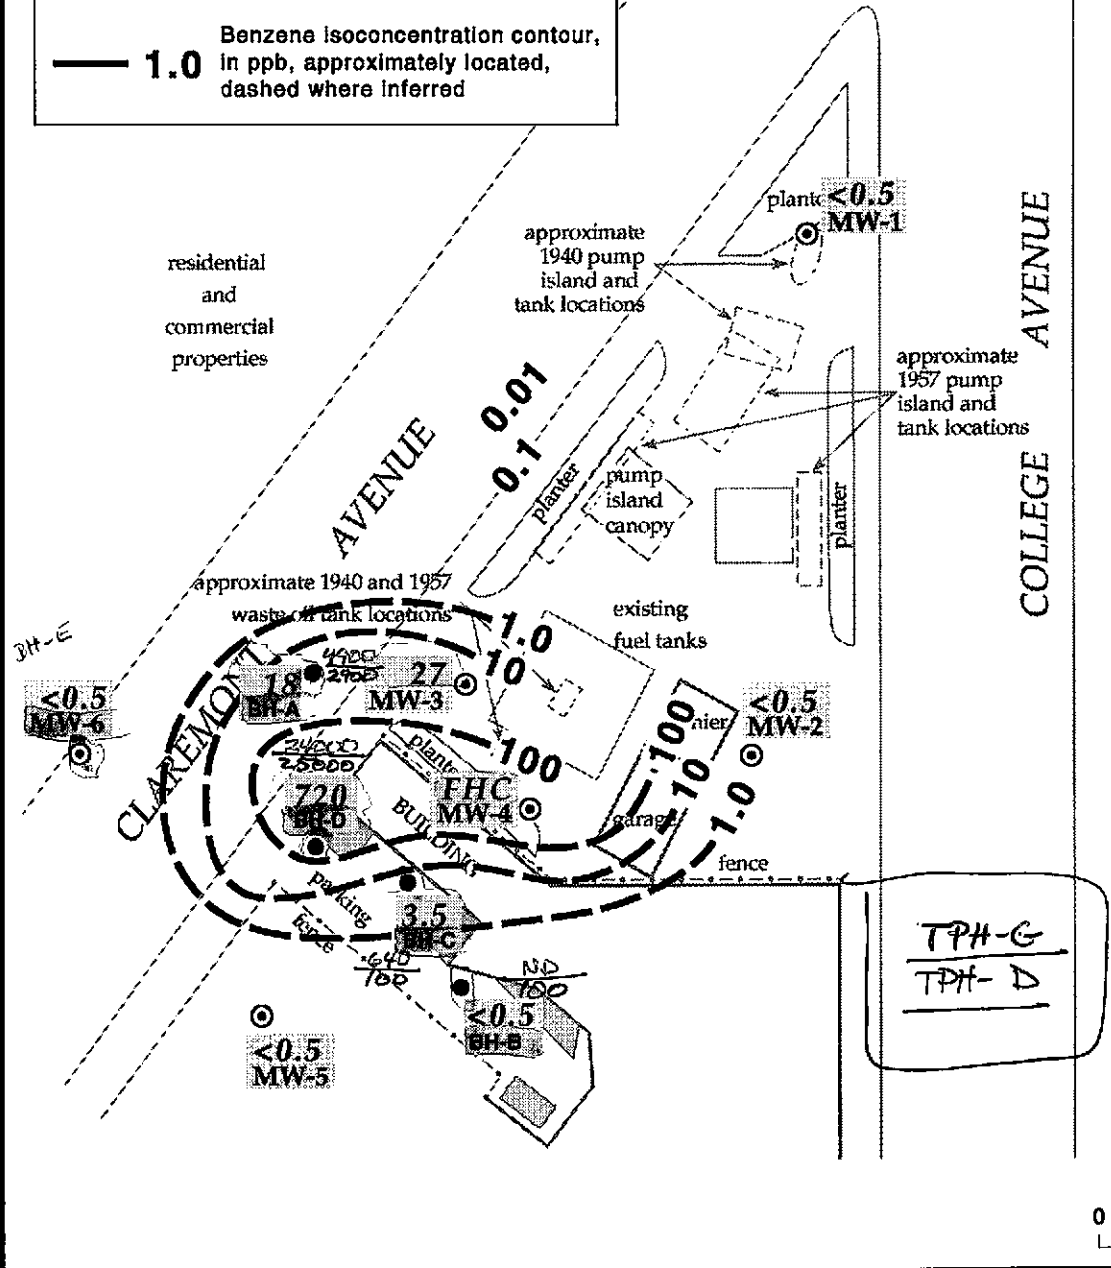 Benzene isoconcentration contour,
1.0 in ppb, approximately located,
dashed where inferred
<0.5
MW-1
approximate
1940 pump
island and
tank locations
residential
and
commercial
properties
AVENUE
approximate
1957 pump
island and
tank locations
0.01
0.1
AVENUE
planter
pump
island
canopy
planter
COLLEGE
approximate 1940 and 1957
waste oil tank locations
existing
fuel tanks
1.0
10
BH-E
<0.5
MW-6
18
BH-A
4900
2900
27
MW-3
<0.5
MW-2
CLAREMONT
24000
25000
100
100
10
1.0
720
BH-D
BUILDING
FHC
MW-4
fence
parking
fence
3.5
BH-C
640
100
ND
100
<0.5
BH-B
<0.5
MW-5
TPH-G
TPH-D
0